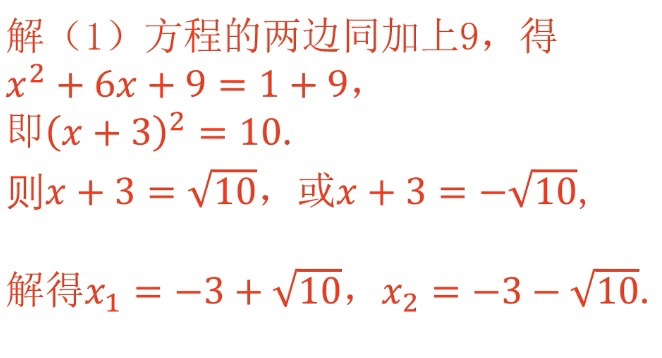 解（1）方程的两边同加上9，得
x² + 6x + 9 = 1 + 9，
即(x + 3)² = 10.
则x + 3 = √10，或x + 3 = −√10,
解得x₁ = −3 + √10，x₂ = −3 − √10.